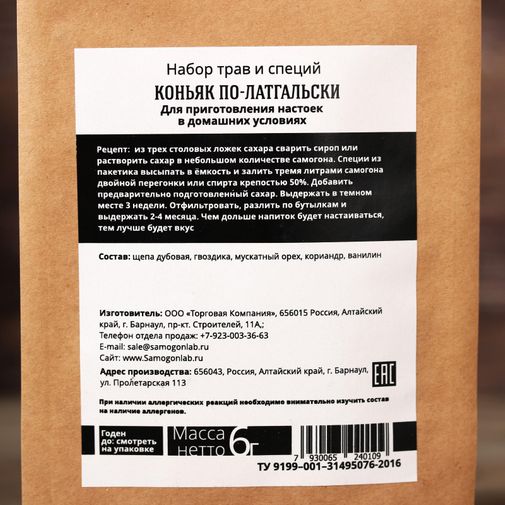 Набор трав и специй
КОНЬЯК ПО-ЛАТГАЛЬСКИ
Для приготовления настоек
в домашних условиях
Рецепт: из трех столовых ложек сахара сварить сироп или
растворить сахар в небольшом количестве самогона. Специи из
пакетика высыпать в ёмкость и залить тремя литрами самогона
двойной перегонки или спирта крепостью 50%. Добавить
предварительно подготовленный сахар. Выдержать в темном
месте 3 недели. Отфильтровать, разлить по бутылкам и
выдержать 2-4 месяца. Чем дольше напиток будет настаиваться,
тем лучше будет вкус
Состав: щепа дубовая, гвоздика, мускатный орех, кориандр, ванилин
Изготовитель: ООО «Торговая Компания», 656015 Россия, Алтайский
край, г. Барнаул, пр-кт. Строителей, 11А,;
Телефон отдела продаж: +7-923-003-36-63
E-mail: sale@samogonlab.ru
Сайт: www.Samogonlab.ru
Адрес производства: 656043, Россия, Алтайский край, г. Барнаул,
ул. Пролетарская 113
EAC
При наличии аллергических реакций необходимо внимательно изучить состав
на наличие аллергенов.
Годен
до: смотреть
на упаковке
Масса
нетто 6г
7 930065 240109
ТУ 9199-001-31495076-2016